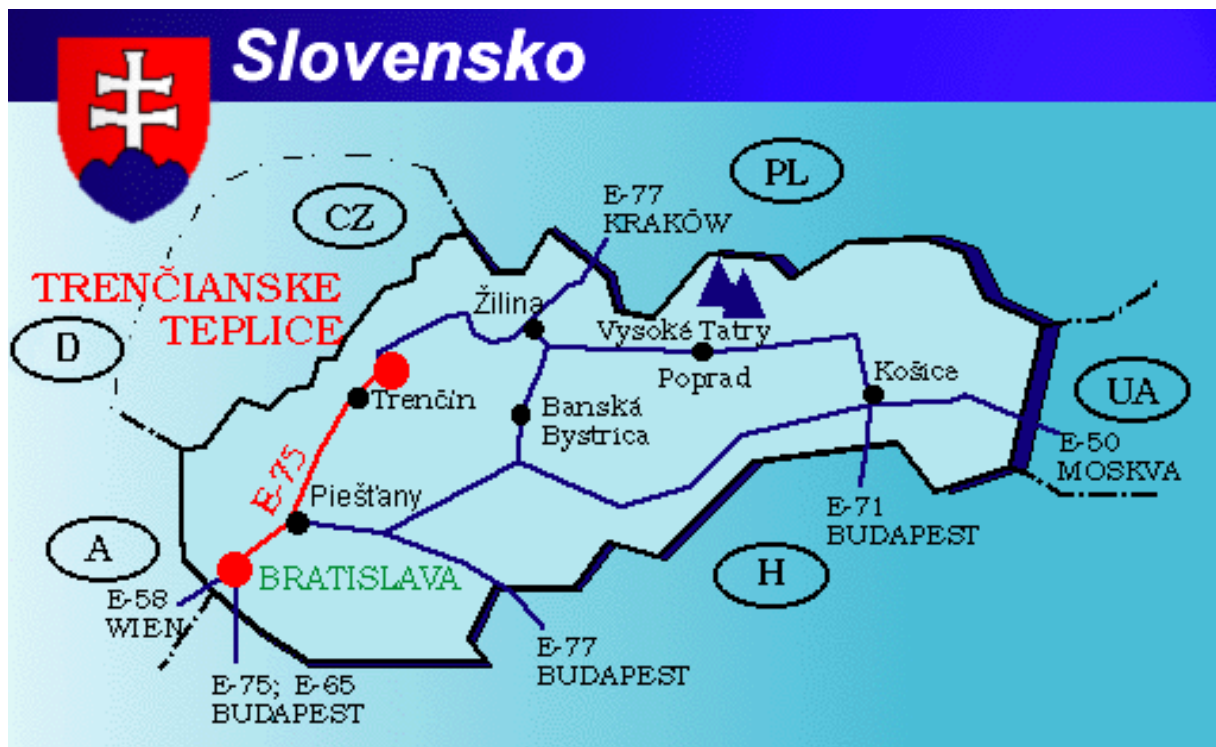 Slovensko
PL
CZ
E-77
KRAKÓW
TRENČIANSKE
TEPLICE
Žilina
D
Vysoké Tatry
Poprad
Košice
UA
Trenčín
Banská
Bystrica
E-75
E-50
MOSKVA
Piešťany
E-71
BUDAPEST
A
H
BRATISLAVA
E-58
WIEN
E-77
BUDAPEST
E-75; E-65
BUDAPEST